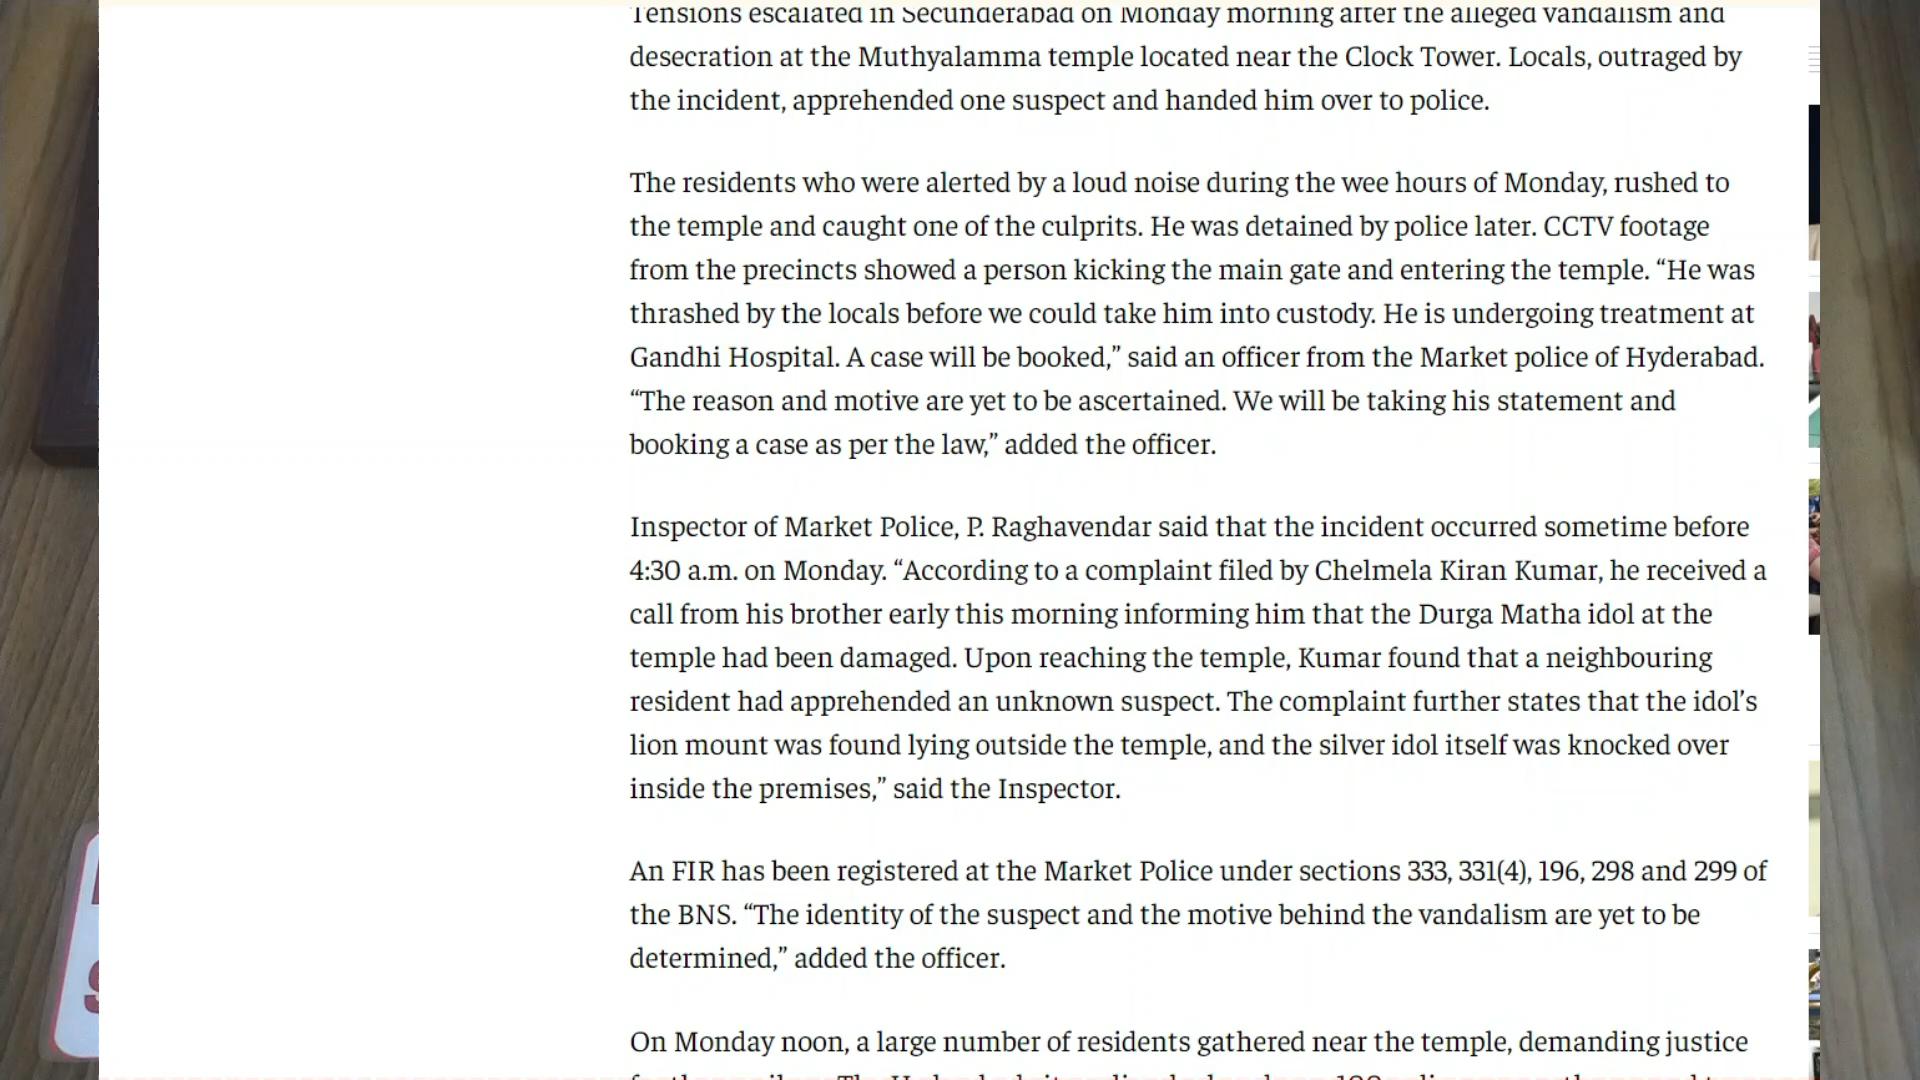 Tensions escalated in Secunderabad on Monday morning after the alleged vandalism and
desecration at the Muthyalamma temple located near the Clock Tower. Locals, outraged by
the incident, apprehended one suspect and handed him over to police.
The residents who were alerted by a loud noise during the wee hours of Monday, rushed to
the temple and caught one of the culprits. He was detained by police later. CCTV footage
from the precincts showed a person kicking the main gate and entering the temple. “He was
thrashed by the locals before we could take him into custody. He is undergoing treatment at
Gandhi Hospital. A case will be booked,” said an officer from the Market police of Hyderabad.
“The reason and motive are yet to be ascertained. We will be taking his statement and
booking a case as per the law,” added the officer.
Inspector of Market Police, P. Raghavendar said that the incident occurred sometime before
4:30 a.m. on Monday. “According to a complaint filed by Chelmela Kiran Kumar, he received a
call from his brother early this morning informing him that the Durga Matha idol at the
temple had been damaged. Upon reaching the temple, Kumar found that a neighbouring
resident had apprehended an unknown suspect. The complaint further states that the idol’s
lion mount was found lying outside the temple, and the silver idol itself was knocked over
inside the premises,” said the Inspector.
An FIR has been registered at the Market Police under sections 333, 331(4), 196, 298 and 299 of
the BNS. “The identity of the suspect and the motive behind the vandalism are yet to be
determined,” added the officer.
On Monday noon, a large number of residents gathered near the temple, demanding justice